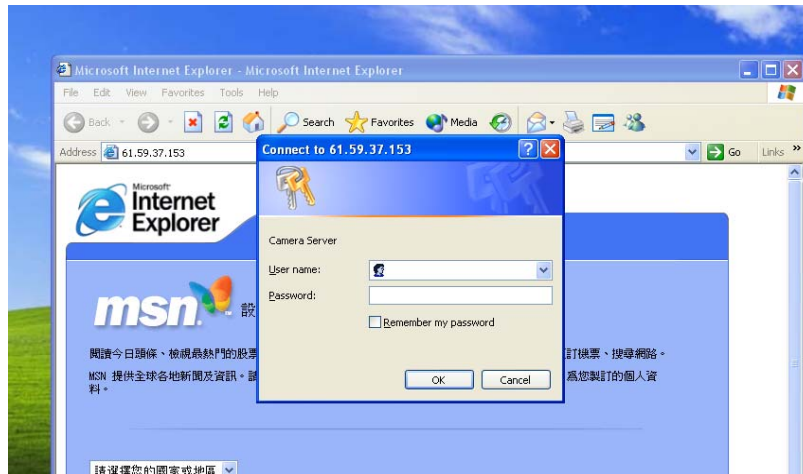 Microsoft Internet Explorer - Microsoft Internet Explorer
File Edit View Favorites Tools Help
Back Search Favorites Media
Address 61.59.37.153 Go Links »
Connect to 61.59.37.153
Microsoft
Internet
Explorer
Camera Server
User name:
Password:
msn 設
Remember my password
閱讀今日頭條、檢視最熱門的股票 訂機票、搜尋網路。
MSN 提供全球各地新聞及資訊。請 為您製訂的個人資
料。
OK Cancel
請選擇您的國家或地區